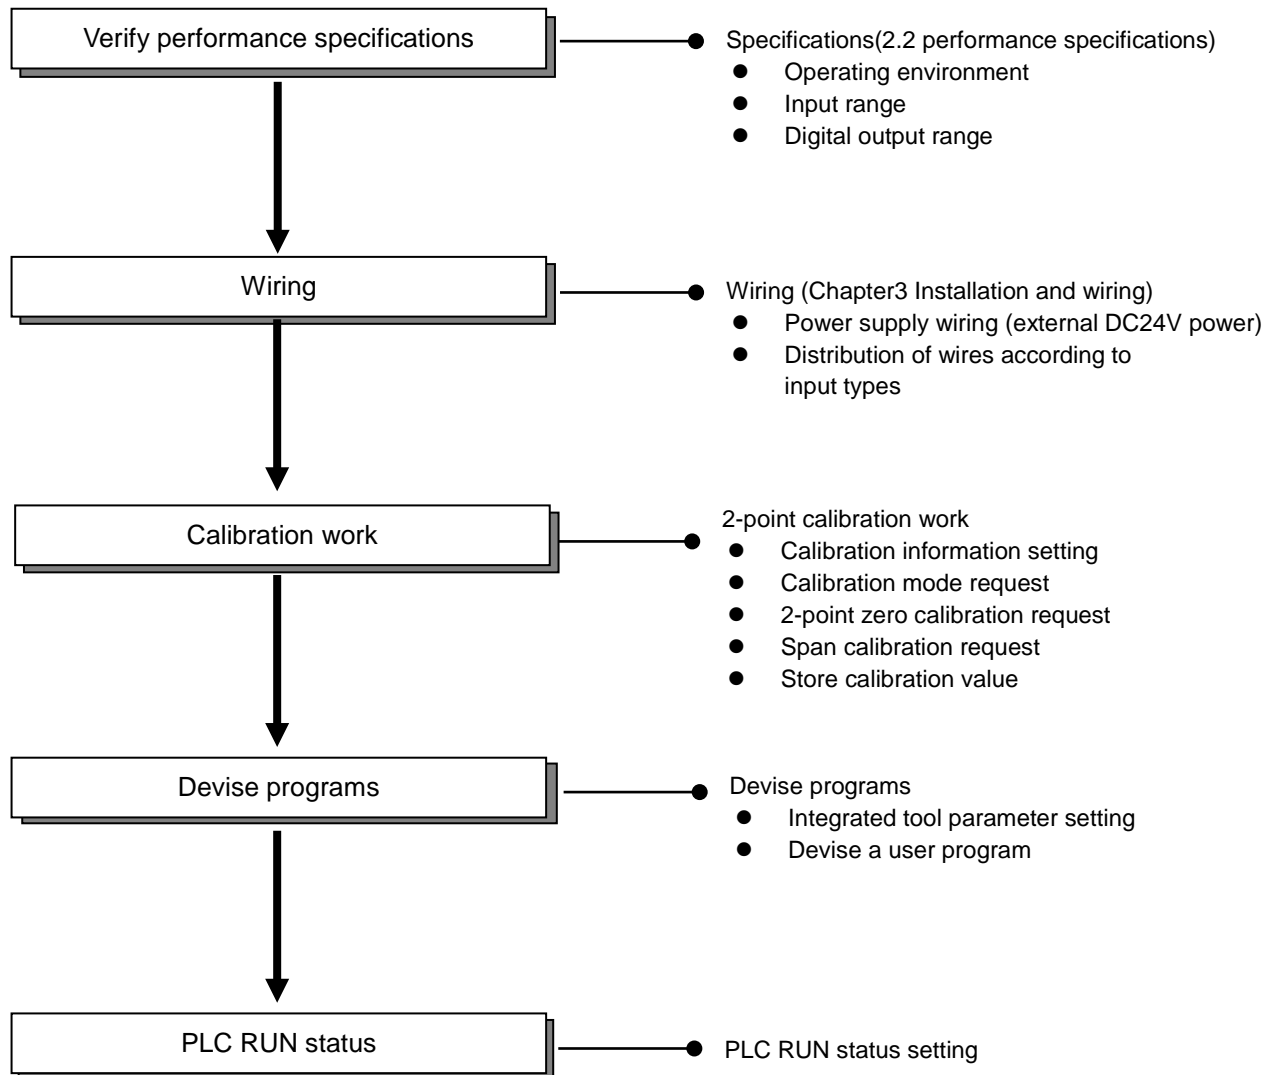 Verify performance specifications
Specifications(2.2 performance specifications)
● Operating environment
● Input range
● Digital output range
Wiring
Wiring (Chapter3 Installation and wiring)
● Power supply wiring (external DC24V power)
● Distribution of wires according to
input types
Calibration work
2-point calibration work
● Calibration information setting
● Calibration mode request
● 2-point zero calibration request
● Span calibration request
● Store calibration value
Devise programs
Devise programs
● Integrated tool parameter setting
● Devise a user program
PLC RUN status
PLC RUN status setting